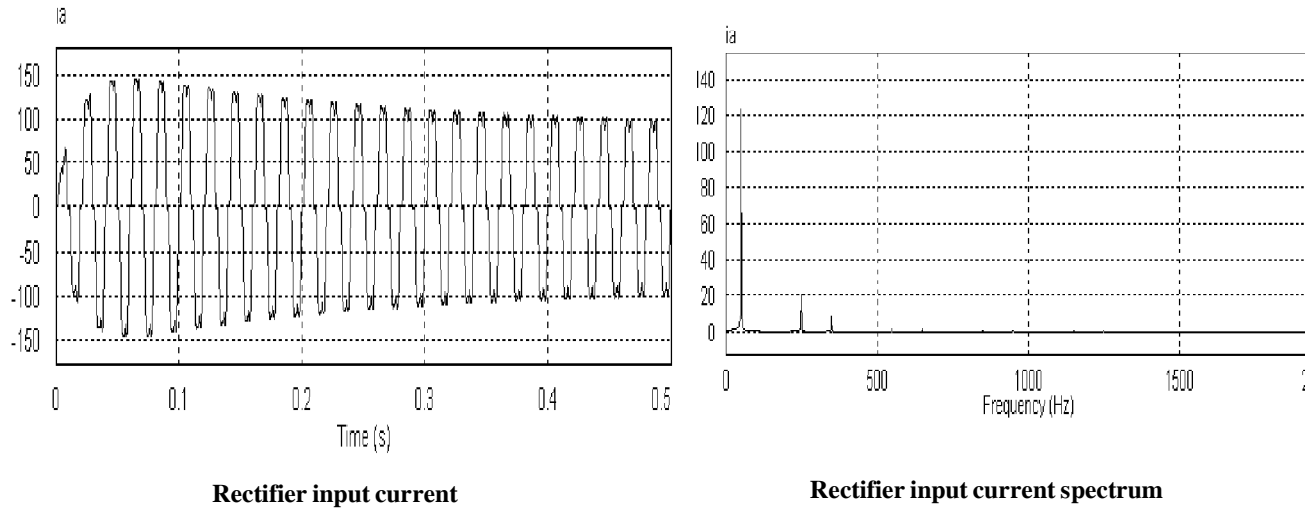 ia
150
100
50
0
-50
-100
-150
0 0.1 0.2 0.3 0.4 0.5
Time (s)
Rectifier input current
ia
140
120
100
80
60
40
20
0
0 500 1000 1500 2
Frequency (Hz)
Rectifier input current spectrum